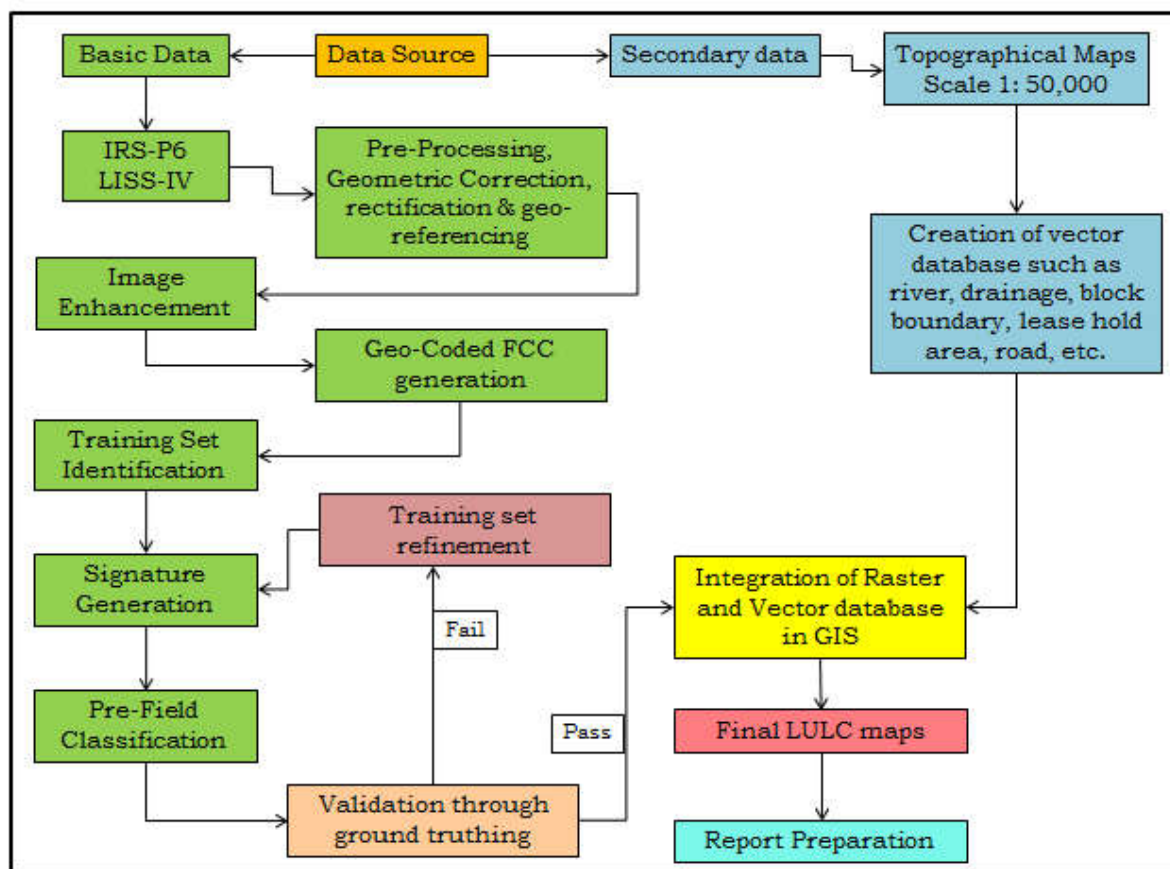 Basic Data
Data Source
Secondary data
Topographical Maps
Scale 1: 50,000
IRS-P6
LISS-IV
Pre-Processing,
Geometric Correction,
rectification & geo-
referencing
Creation of vector
database such as
river, drainage, block
boundary, lease hold
area, road, etc.
Image
Enhancement
Geo-Coded FCC
generation
Training Set
Identification
Training set
refinement
Signature
Generation
Integration of Raster
and Vector database
in GIS
Fail
Pre-Field
Classification
Pass
Final LULC maps
Validation through
ground truthing
Report Preparation